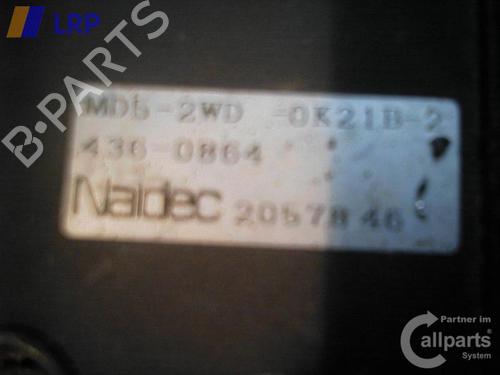 LRP
B-PARTS
MD5-2WD 0K21B-2
436 0864
Naldec 2057846
Partner im
Callparts
System